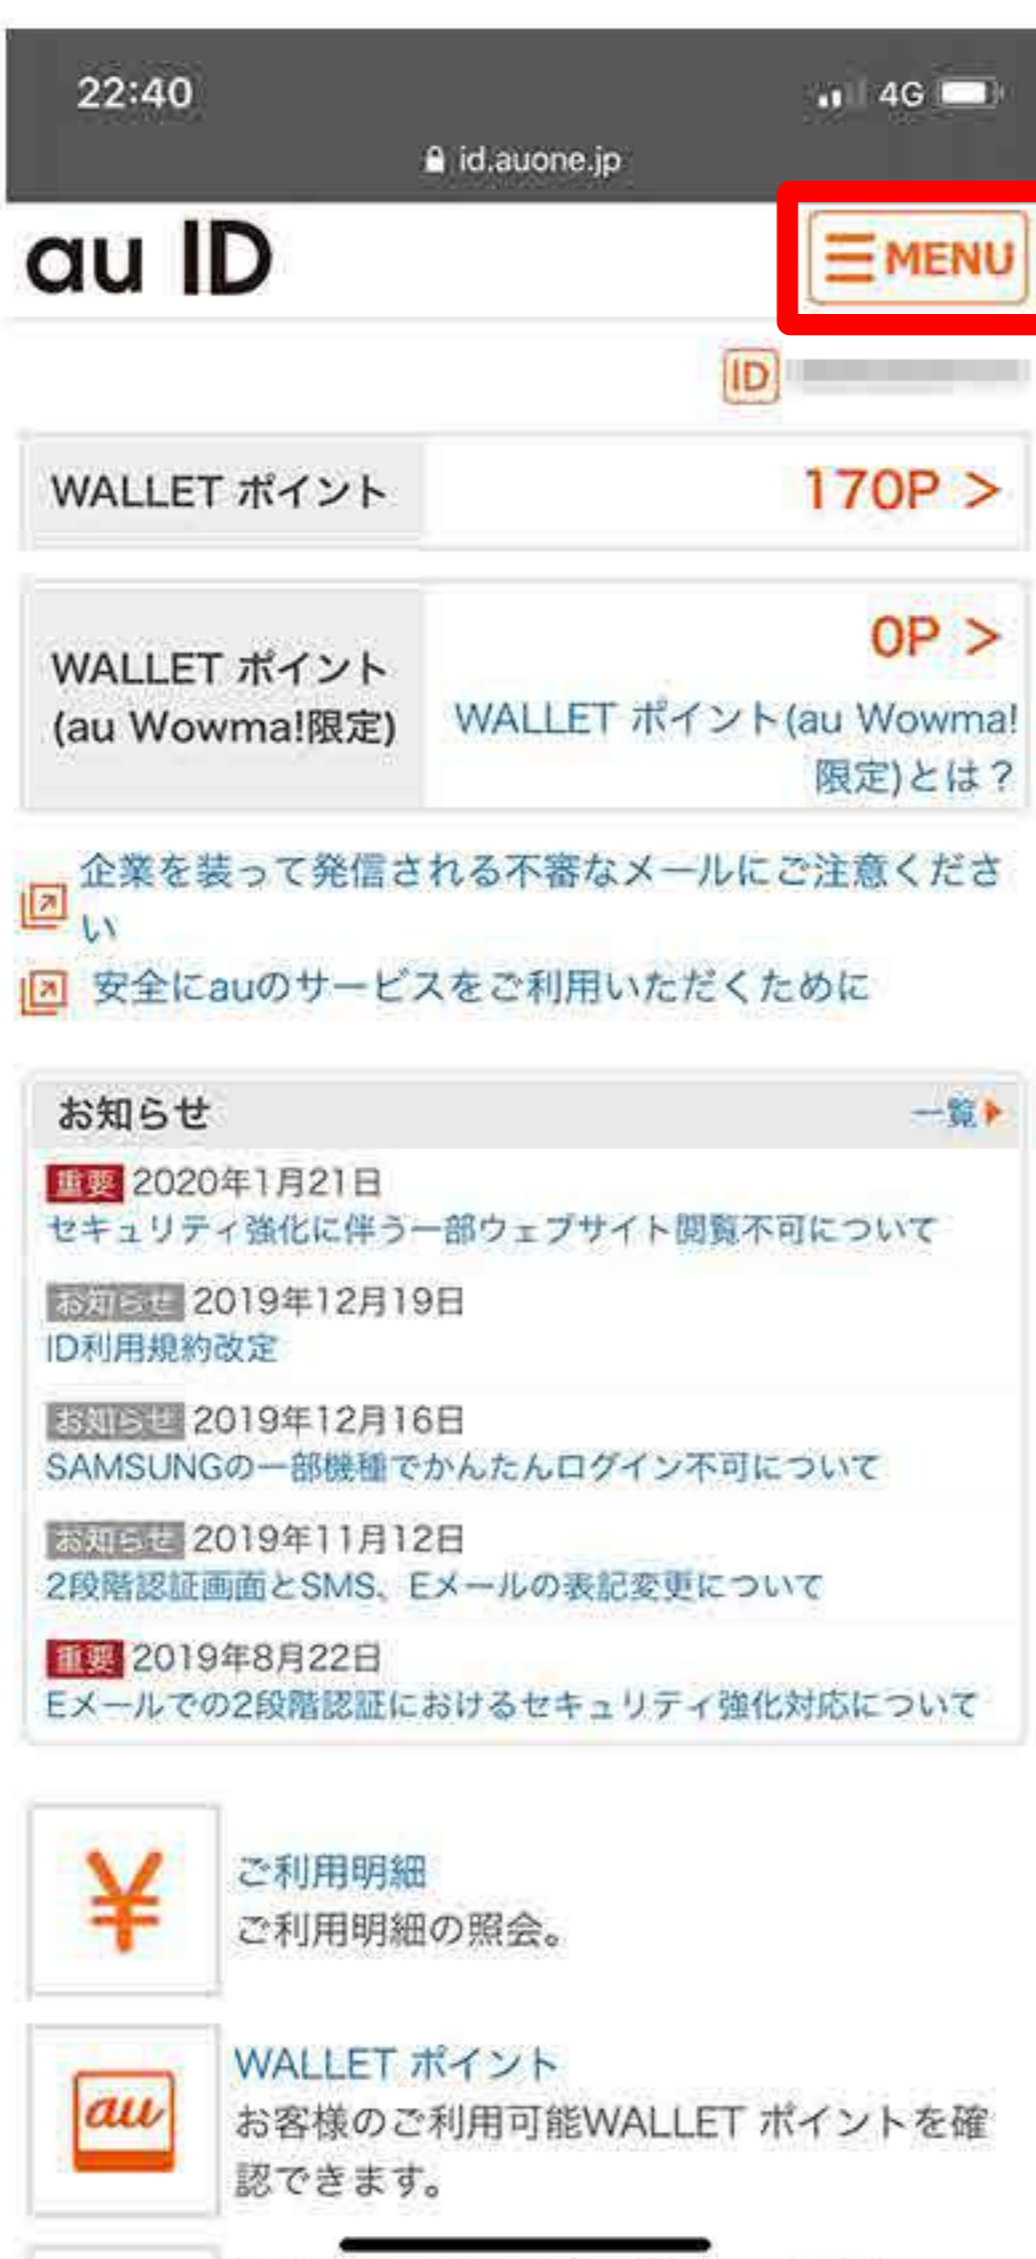 22:40
4G
id.auone.jp
au ID
MENU
ID
WALLET ポイント
170P >
0P >
WALLET ポイント
(au Wowma!限定)
WALLET ポイント(au Wowma!
限定)とは？
企業を装って発信される不審なメールにご注意くださ
い
安全にauのサービスをご利用いただくために
お知らせ
一覧
重要 2020年1月21日
セキュリティ強化に伴う一部ウェブサイト閲覧不可について
お知らせ 2019年12月19日
ID利用規約改定
お知らせ 2019年12月16日
SAMSUNGの一部機種でかんたんログイン不可について
お知らせ 2019年11月12日
2段階認証画面とSMS、Eメールの表記変更について
重要 2019年8月22日
Eメールでの2段階認証におけるセキュリティ強化対応について
¥
ご利用明細
ご利用明細の照会。
au
WALLET ポイント
お客様のご利用可能WALLET ポイントを確
認できます。